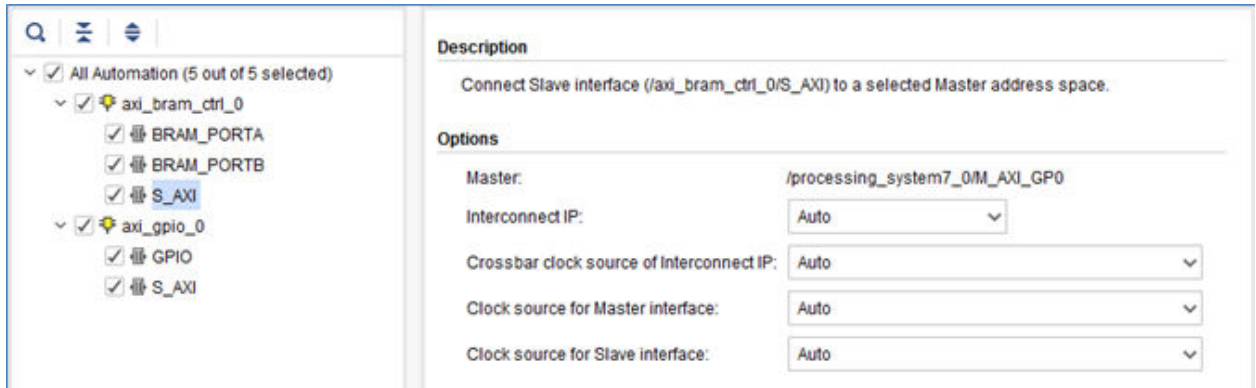 All Automation (5 out of 5 selected)
axi_bram_ctrl_0
BRAM_PORTA
BRAM_PORTB
S_AXI
axi_gpio_0
GPIO
S_AXI
Description
Connect Slave interface (/axi_bram_ctrl_0/S_AXI) to a selected Master address space.
Options
Master: /processing_system7_0/M_AXI_GP0
Interconnect IP: Auto
Crossbar clock source of Interconnect IP: Auto
Clock source for Master interface: Auto
Clock source for Slave interface: Auto